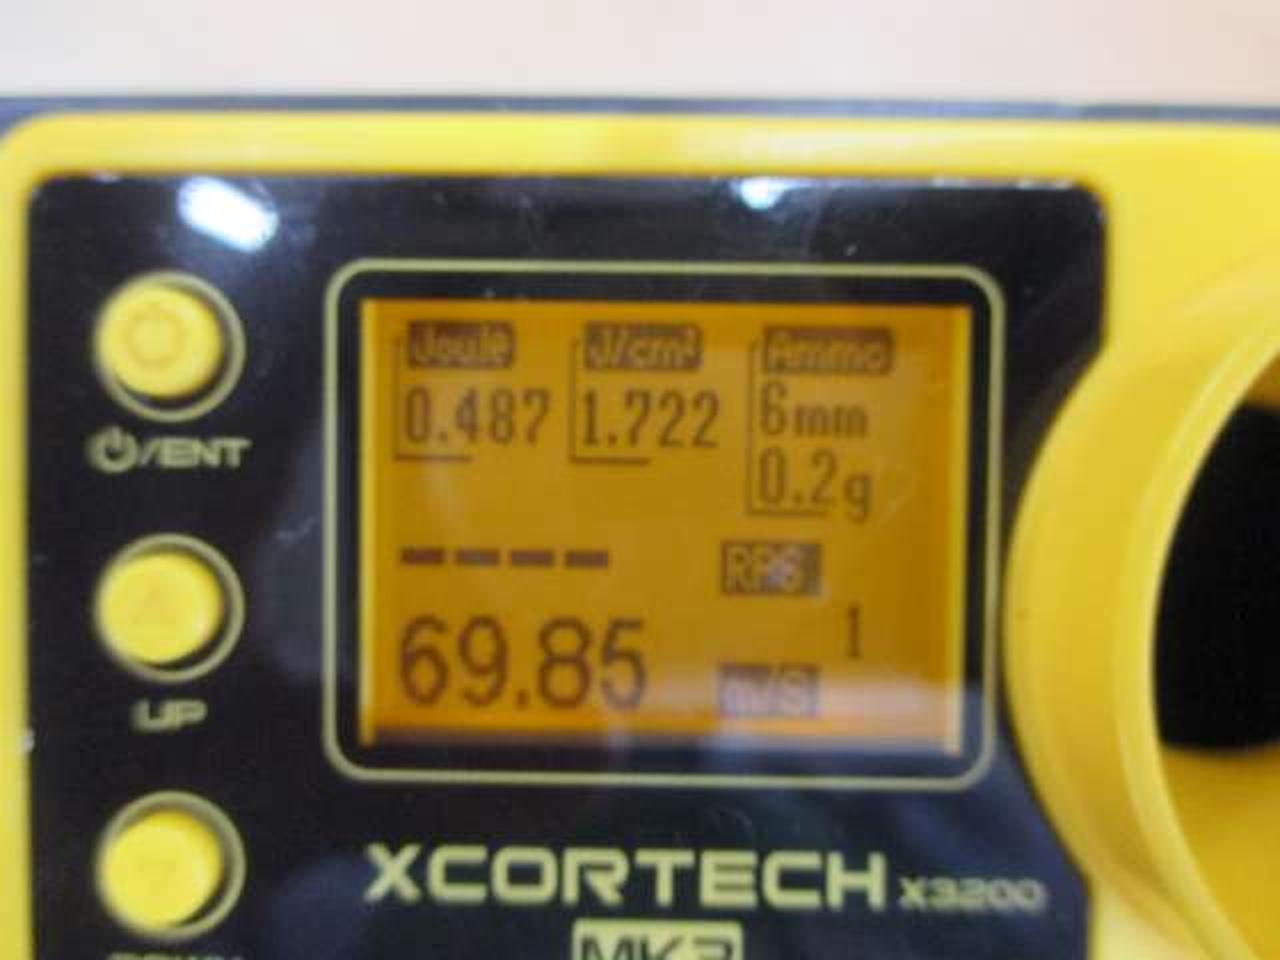 Joule J/cm² Ammo
0.487 1.722 6mm
0.2g
---- RPS
69.85 1
m/S
⏻/ENT
UP
XCORTECH X3200
MK3
DOWN